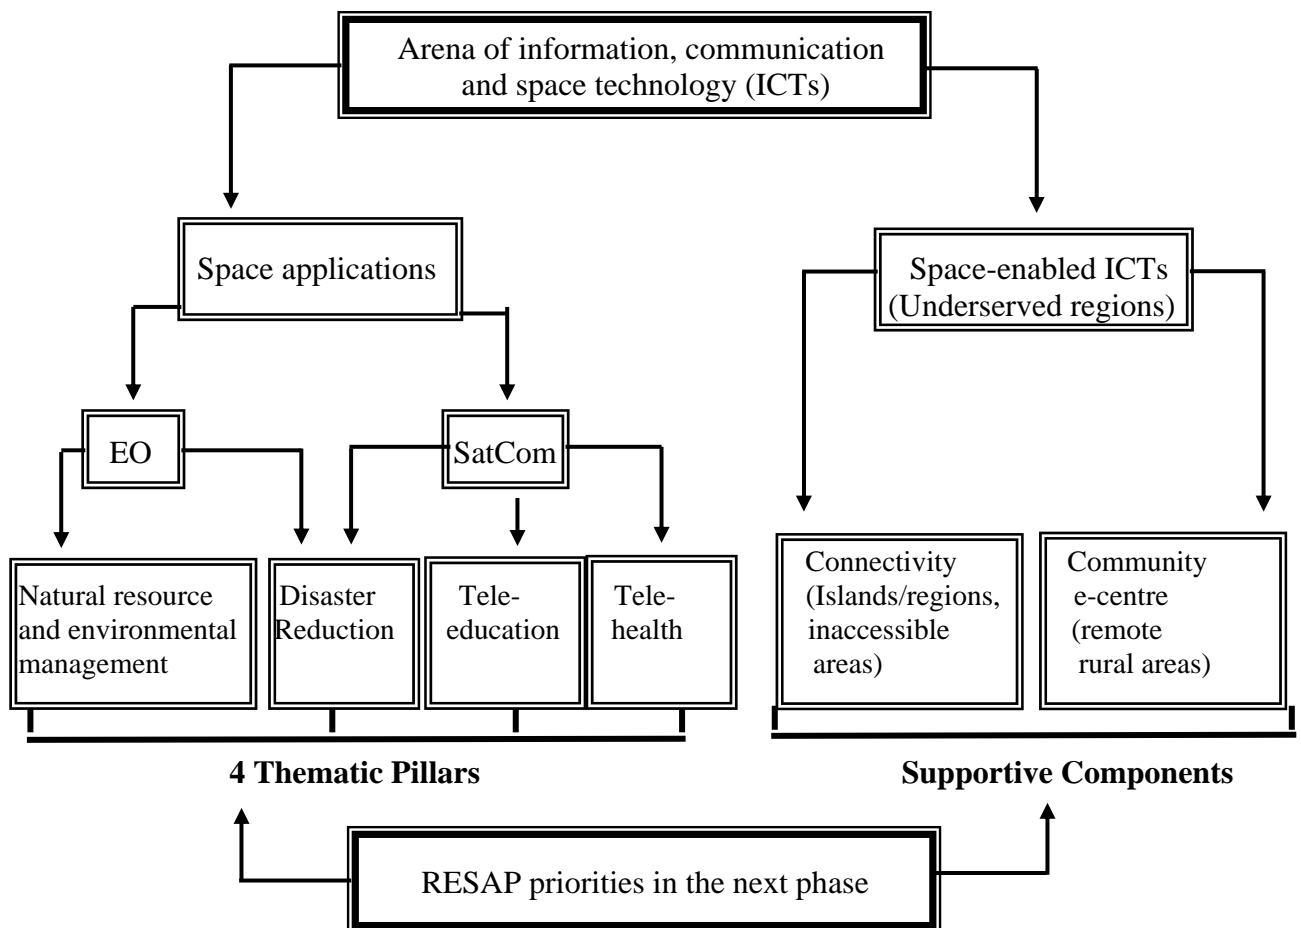 Arena of information, communication
and space technology (ICTs)
Space applications
Space-enabled ICTs
(Underserved regions)
EO
SatCom
Natural resource
and environmental
management
Disaster
Reduction
Tele-
education
Tele-
health
Connectivity
(Islands/regions,
inaccessible
areas)
Community
e-centre
(remote
rural areas)
4 Thematic Pillars
Supportive Components
RESAP priorities in the next phase